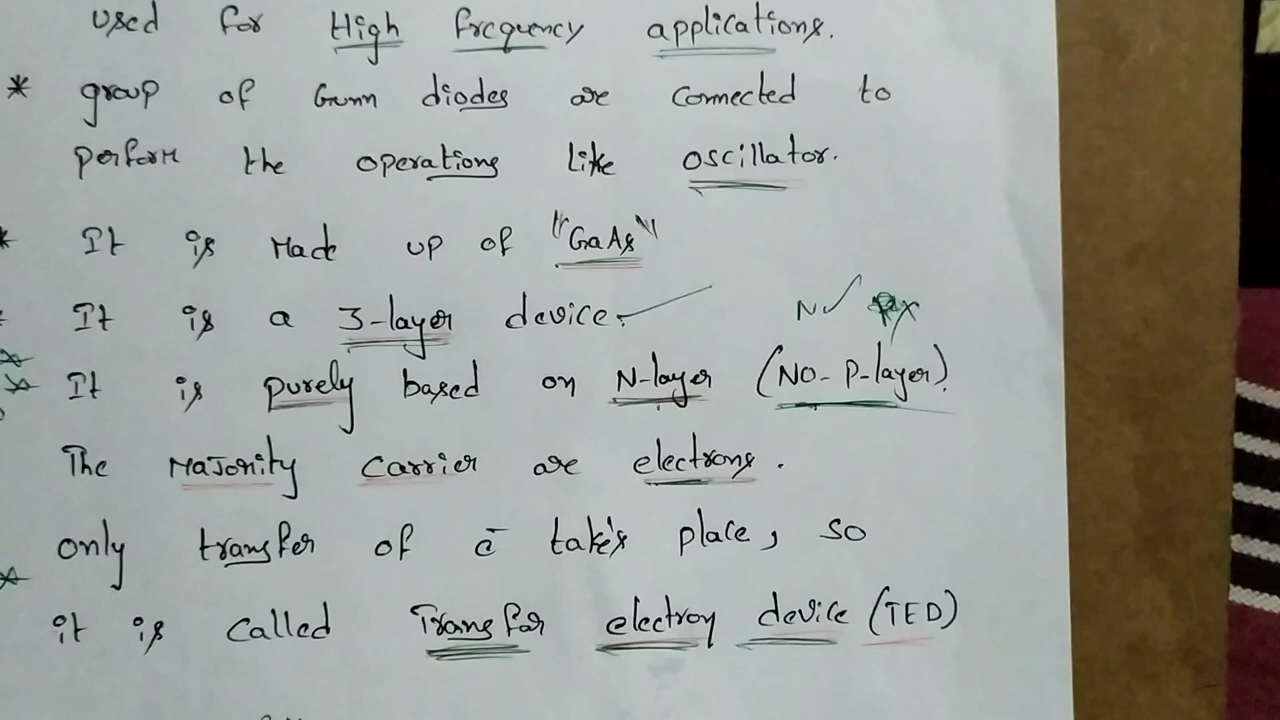 used for High frequency applications.
* group of Gunn diodes are connected to
perform the operations like oscillator.
* It is Made up of "GaAs"
It is a 3-layer device. N✓ PX
* It is purely based on N-layer (NO-P-layer).
The Majority carrier are electrons.
only transfer of ē take's place, so
* it is called Transfer electron device (TED)